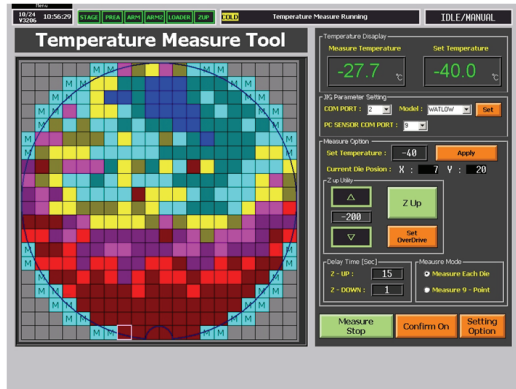 Menu
10/24 10:56:29 STAGE PREA ARM ARM2 LOADER ZUP COLD Temperature Measure Running IDLE/MANUAL
V3206
Temperature Measure Tool
M M M M
M M
M M
M M
M M
M M
M M
M M
M M
M M
M M
M M
M M M M
Temperature Disaplay
Measure Temperature Set Temperature
-27.7 ℃ -40.0 ℃
JIG Parameter Setting
COM PORT : 2 Model : WATLOW Set
PC SENSOR COM PORT : 9
Measure Option
Set Temperature : -40 Apply
Current Die Posion : X : 7 Y : 20
Z up Utility
-200
Z Up
Set
OverDrive
Delay Time [Sec]
Z - UP : 15
Z - DOWN : 1
Measure Mode
Measure Each Die
Measure 9 - Point
Measure
Stop
Confirm On
Setting
Option